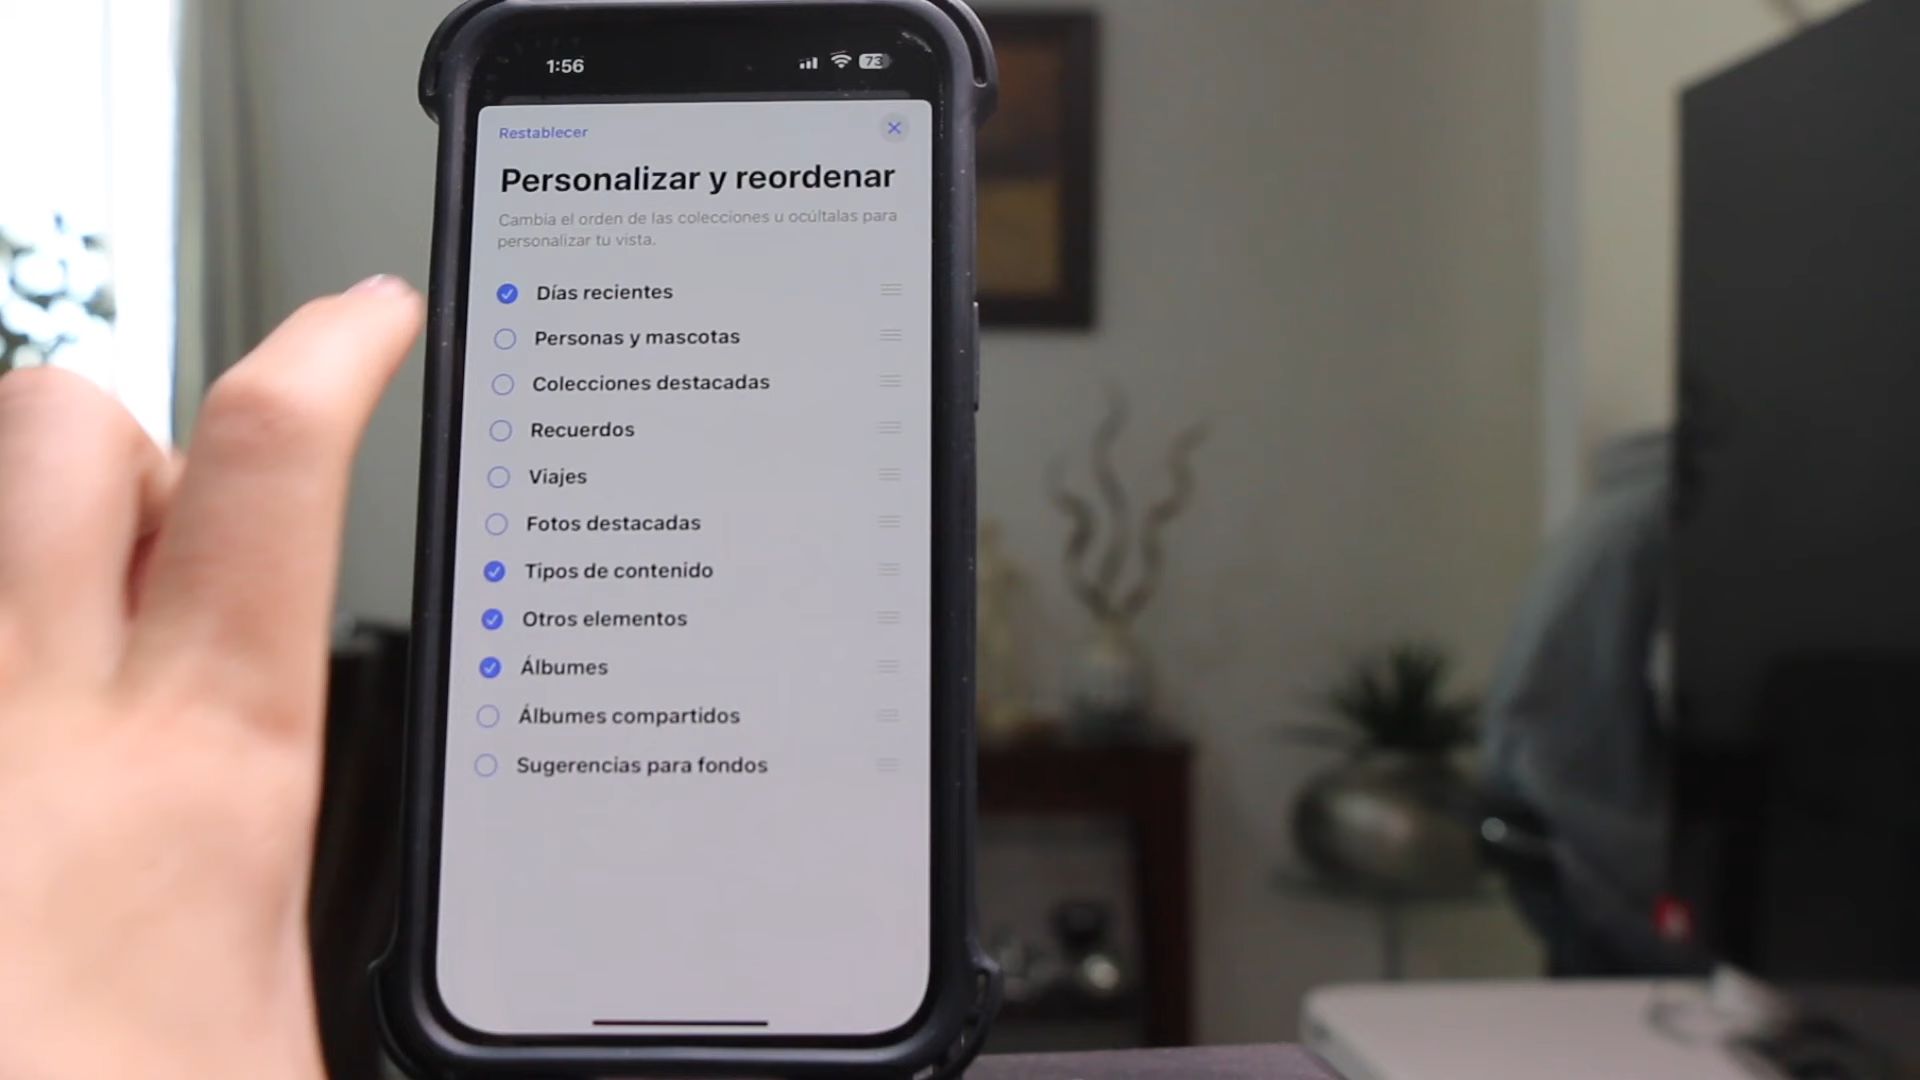 1:56
73
Restablecer
Personalizar y reordenar
Cambia el orden de las colecciones u ocúltalas para
personalizar tu vista.
Días recientes
Personas y mascotas
Colecciones destacadas
Recuerdos
Viajes
Fotos destacadas
Tipos de contenido
Otros elementos
Álbumes
Álbumes compartidos
Sugerencias para fondos